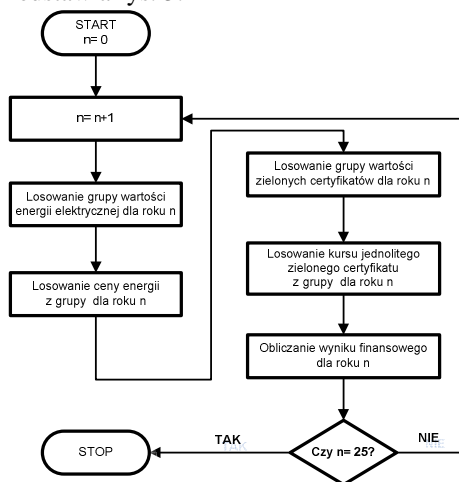 START
n= 0
n= n+1
Losowanie grupy wartości
energii elektrycznej dla roku n
Losowanie ceny energii
z grupy dla roku n
Losowanie grupy wartości
zielonych certyfikatów dla roku n
Losowanie kursu jednolitego
zielonego certyfikatu
z grupy dla roku n
Obliczanie wyniku finansowego
dla roku n
Czy n= 25?
TAK
NIE
STOP